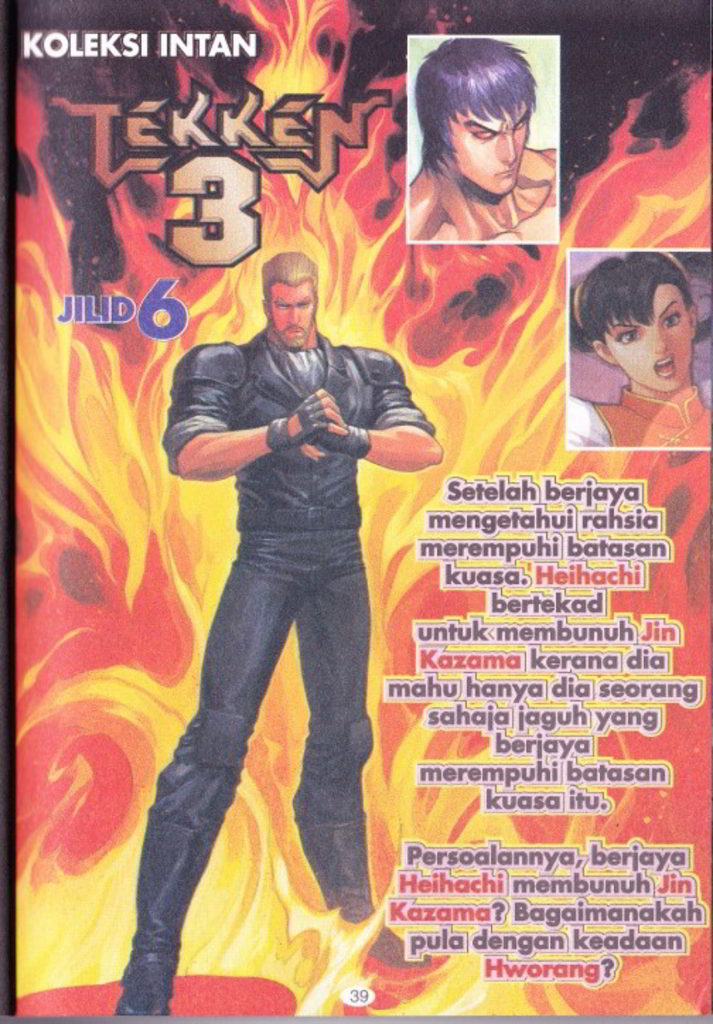 KOLEKSI INTAN
TEKKEN
3
JILID 6
Setelah berjaya
mengetahui rahsia
merempuhi batasan
kuasa. Heihachi
bertekad
untuk membunuh Jin
Kazama kerana dia
mahu hanya dia seorang
sahaja jaguh yang
berjaya
merempuhi batasan
kuasa itu.
Persoalannya, berjaya
Heihachi membunuh Jin
Kazama? Bagaimanakah
pula dengan keadaan
Hworang?
39